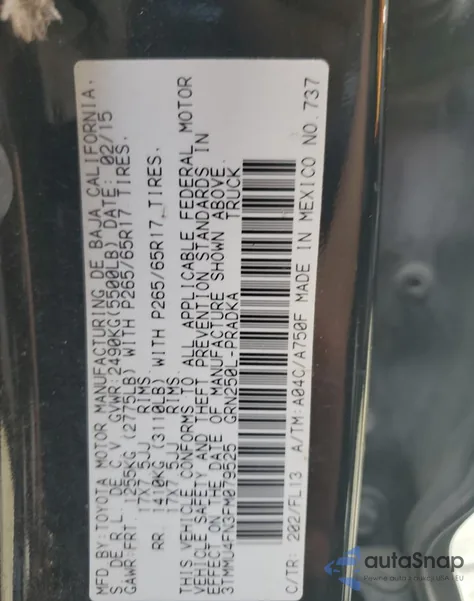 MFD.BY:TOYOTA MOTOR MANUFACTURING DE BAJA CALIFORNIA,
S. DE R.L. DE C.V. GVWR:2490KG(5500LB) DATE: 02/15
GAWR:FRT. 1255KG (2775LB) WITH P265/65R17 TIRES.
17X7.5JJ RIMS
RR. 1410KG (3110LB) WITH P265/65R17 TIRES.
17X7.5JJ RIMS
THIS VEHICLE CONFORMS TO ALL APPLICABLE FEDERAL MOTOR
VEHICLE SAFETY AND THEFT PREVENTION STANDARDS IN
EFFECT ON THE DATE OF MANUFACTURE SHOWN ABOVE.
3TMMU4FNXFM079525 GRN250L-PRADKA TRUCK
C/TR: 202/FL13 A/TM: A04C/A750F MADE IN MEXICO NO.737
autoSnap